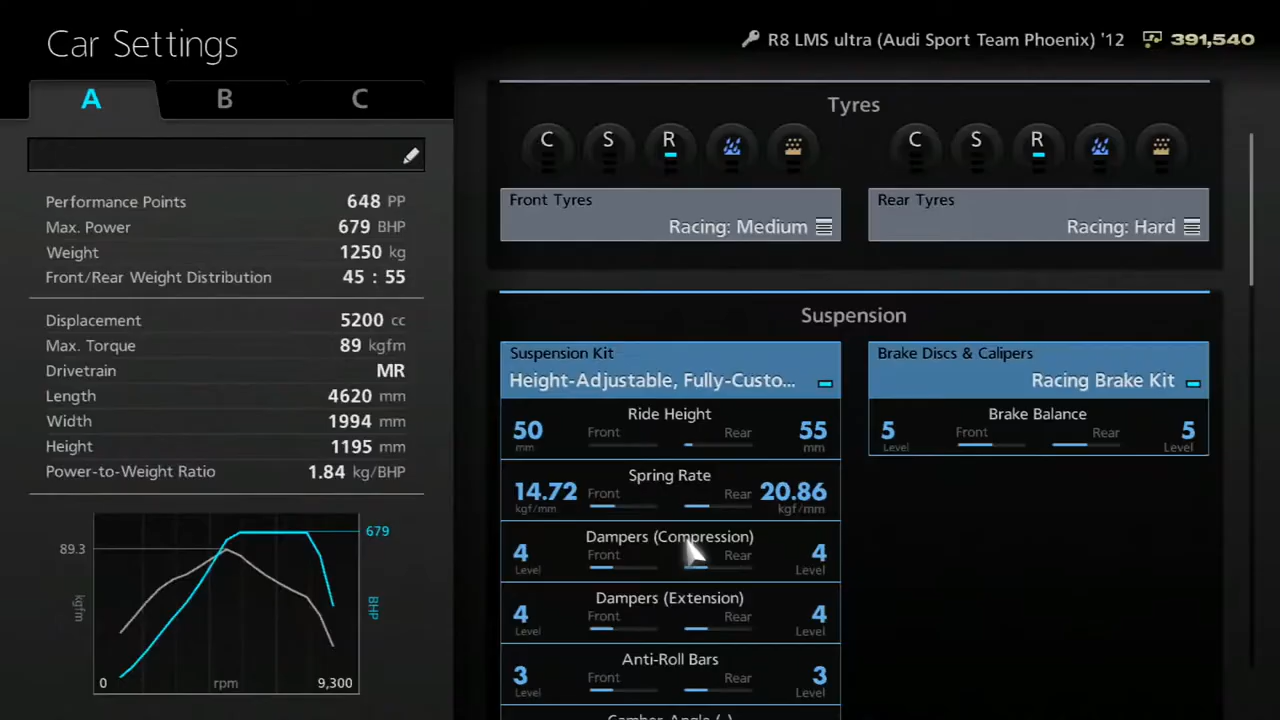 Car Settings
R8 LMS ultra (Audi Sport Team Phoenix) '12 391,540
A B C
Performance Points 648 PP
Max. Power 679 BHP
Weight 1250 kg
Front/Rear Weight Distribution 45 : 55
Displacement 5200 cc
Max. Torque 89 kgfm
Drivetrain MR
Length 4620 mm
Width 1994 mm
Height 1195 mm
Power-to-Weight Ratio 1.84 kg/BHP
679
89.3
kgfm
BHP
0 rpm 9,300
Tyres
C S R C S R
Front Tyres
Racing: Medium
Rear Tyres
Racing: Hard
Suspension
Suspension Kit
Height-Adjustable, Fully-Custo...
Ride Height
50 mm Front Rear 55 mm
Spring Rate
14.72 kgf/mm Front Rear 20.86 kgf/mm
Dampers (Compression)
4 Level Front Rear 4 Level
Dampers (Extension)
4 Level Front Rear 4 Level
Anti-Roll Bars
3 Level Front Rear 3 Level
Camber Angle (-)
Brake Discs & Calipers
Racing Brake Kit
Brake Balance
5 Level Front Rear 5 Level